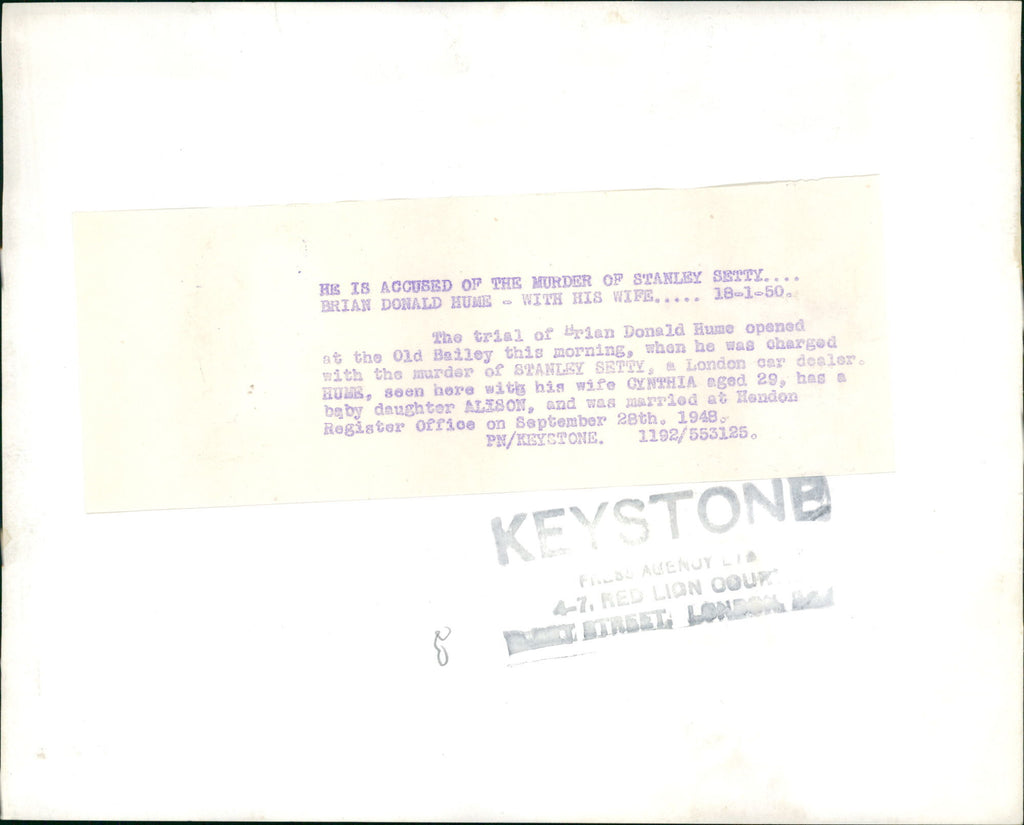 HE IS ACCUSED OF THE MURDER OF STANLEY SETTY....
BRIAN DONALD HUME - WITH HIS WIFE..... 18-1-50.
The trial of Brian Donald Hume opened
at the Old Bailey this morning, when he was charged
with the murder of STANLEY SETTY, a London car dealer.
HUME, seen here with his wife CYNTHIA aged 29, has a
baby daughter ALISON, and was married at Hendon
Register Office on September 28th. 1948.
PN/KEYSTONE. 1192/553125.
KEYSTONE
PRESS AGENCY LTD
4-7, RED LION COURT
FLEET STREET, LONDON,
8